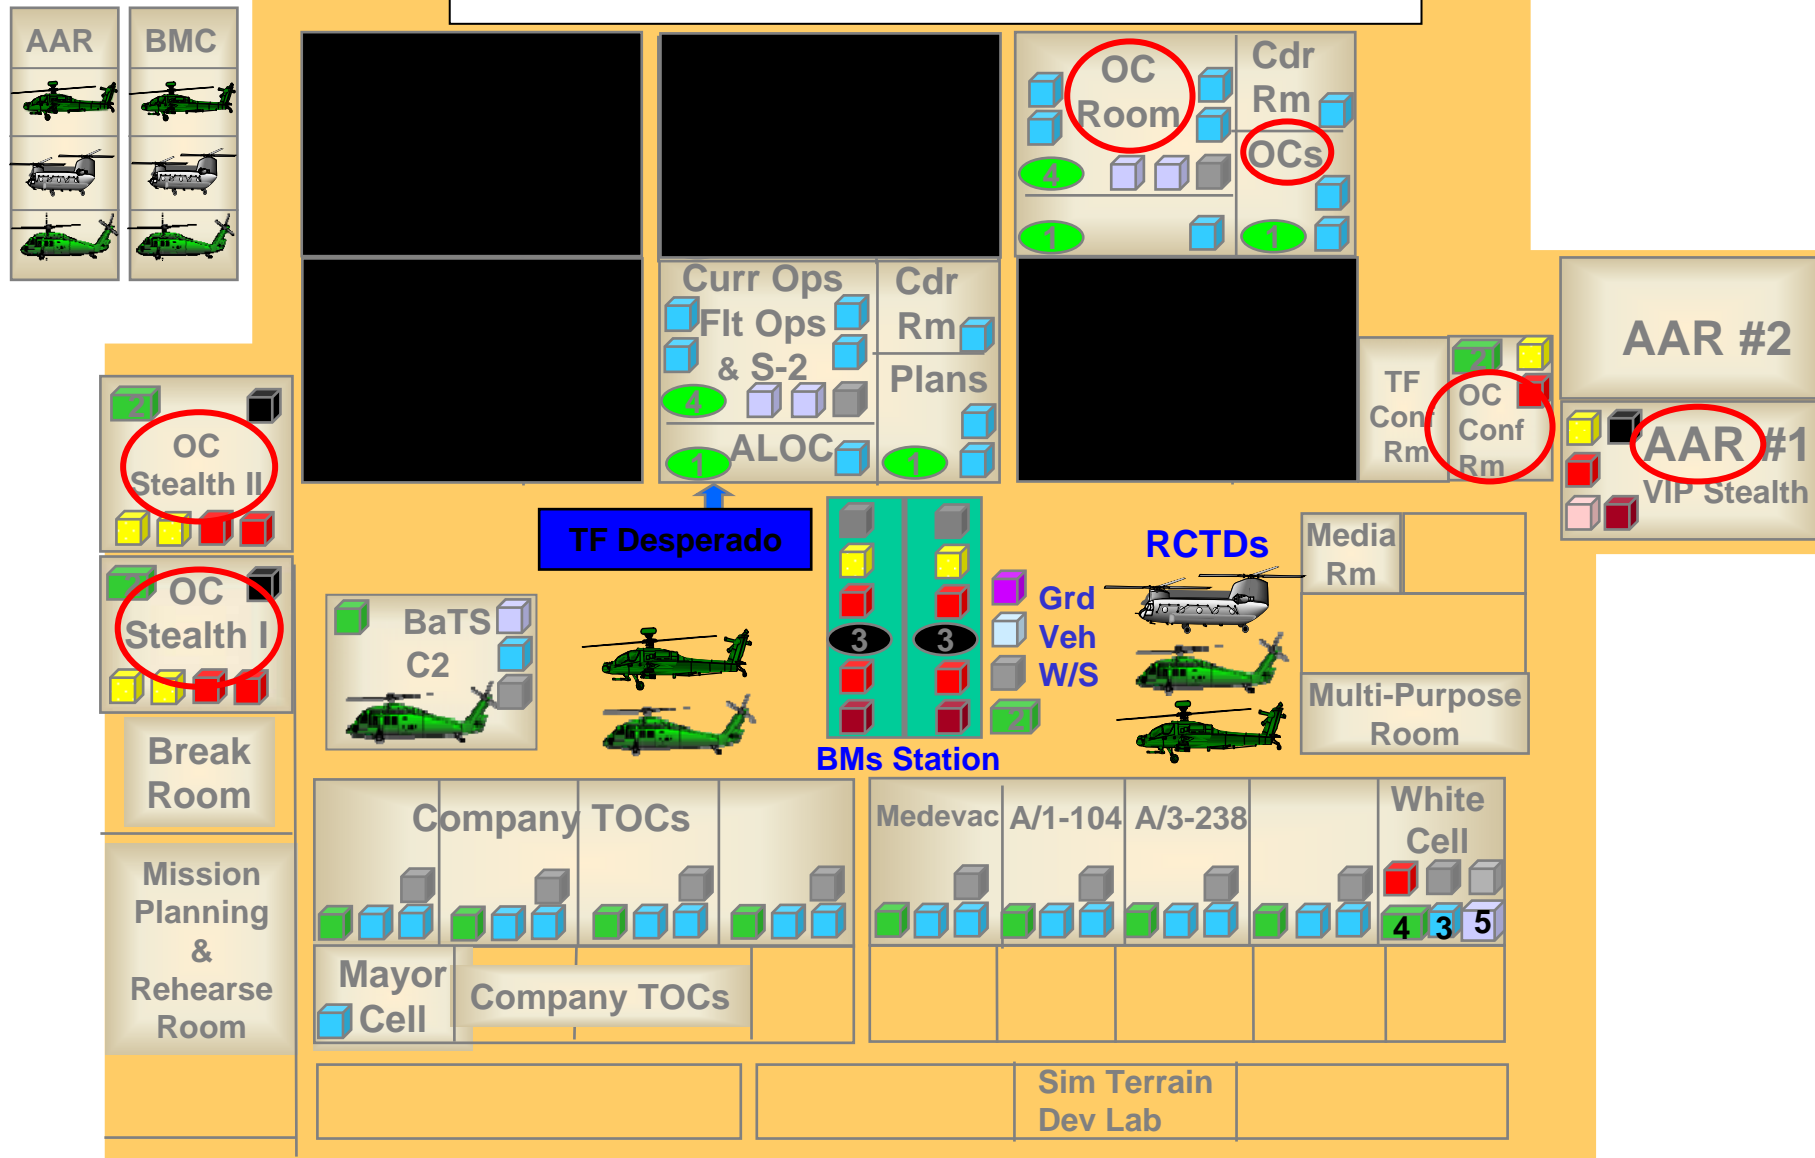 AAR
BMC
OC
Room
Cdr
Rm
OCs
4
1
1
Curr Ops
Flt Ops
& S-2
Cdr
Rm
Plans
4
ALOC
1
1
TF
Conf
Rm
2
OC
Conf
Rm
AAR #2
AAR #1
VIP Stealth
2
OC
Stealth II
2
OC
Stealth I
TF Desperado
BaTS
C2
3
3
BMs Station
Grd
Veh
W/S
2
RCTDs
Media
Rm
Multi-Purpose
Room
Break
Room
Mission
Planning
&
Rehearse
Room
Company TOCs
Medevac
A/1-104
A/3-238
White
Cell
4
3
5
Mayor
Cell
Company TOCs
Sim Terrain
Dev Lab